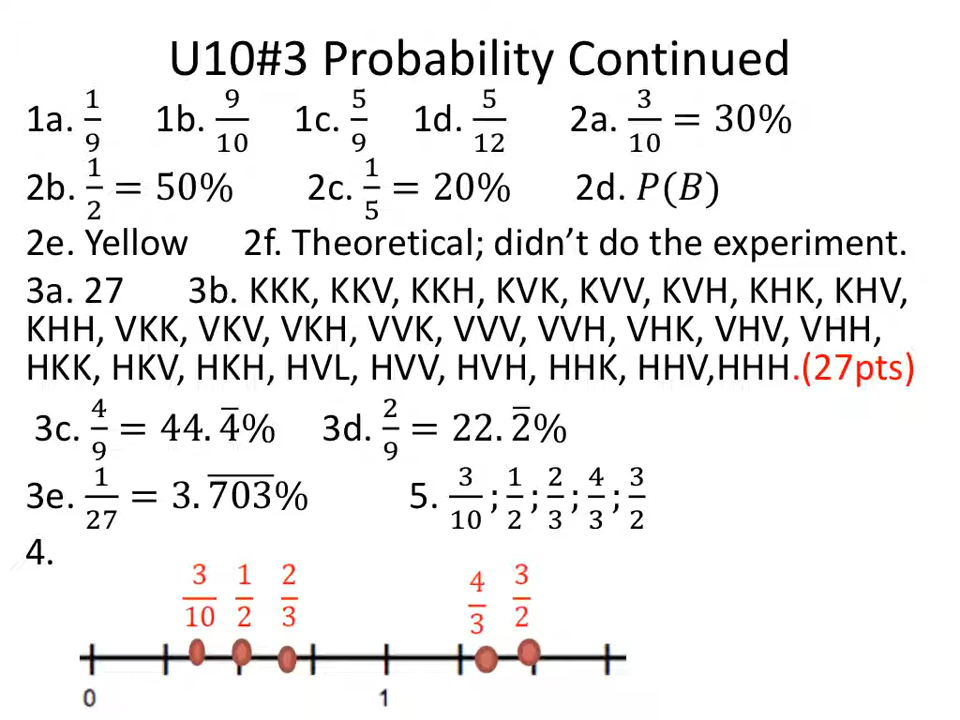 U10#3 Probability Continued
1a. 1/9 1b. 9/10 1c. 5/9 1d. 5/12 2a. 3/10 = 30%
2b. 1/2 = 50% 2c. 1/5 = 20% 2d. P(B)
2e. Yellow 2f. Theoretical; didn't do the experiment.
3a. 27 3b. KKK, KKV, KKH, KVK, KVV, KVH, KHK, KHV,
KHH, VKK, VKV, VKH, VVK, VVV, VVH, VHK, VHV, VHH,
HKK, HKV, HKH, HVL, HVV, HVH, HHK, HHV,HHH.(27pts)
3c. 4/9 = 44.4̅% 3d. 2/9 = 22.2̅%
3e. 1/27 = 3.7̅0̅3̅% 5. 3/10 ; 1/2 ; 2/3 ; 4/3 ; 3/2
4.
3/10 1/2 2/3 4/3 3/2
0 1